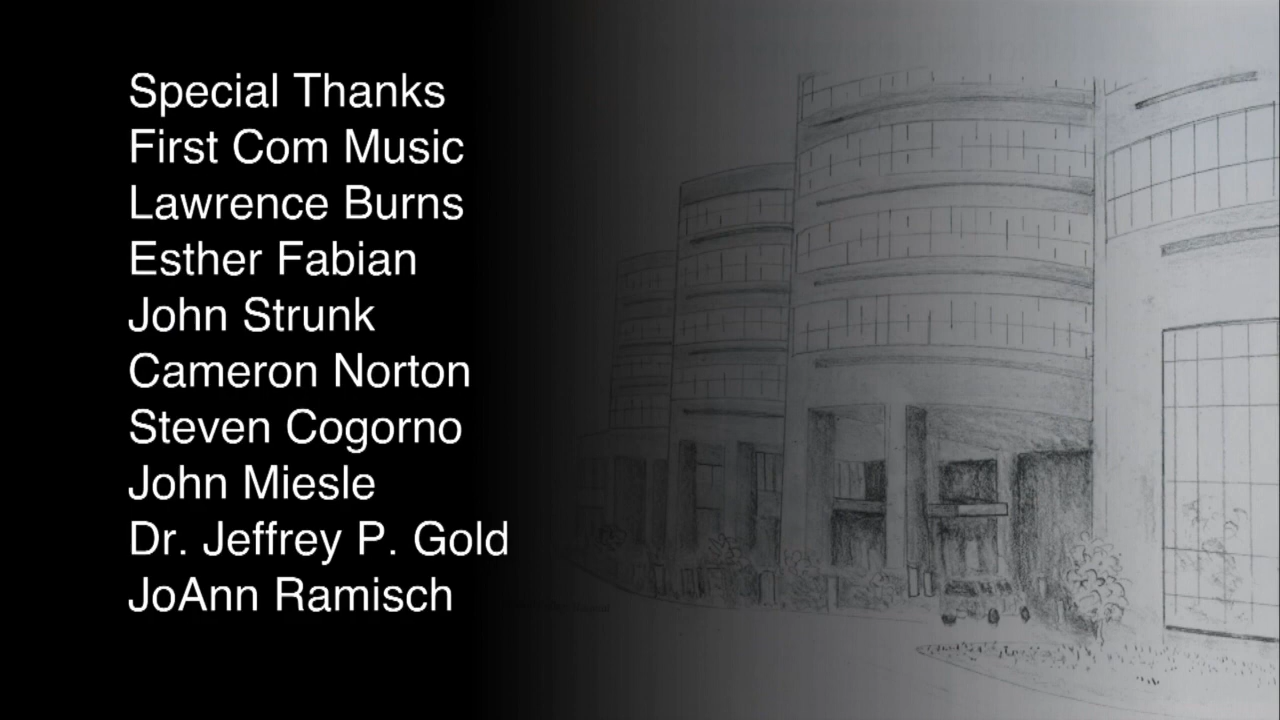 Special Thanks
First Com Music
Lawrence Burns
Esther Fabian
John Strunk
Cameron Norton
Steven Cogorno
John Miesle
Dr. Jeffrey P. Gold
JoAnn Ramisch